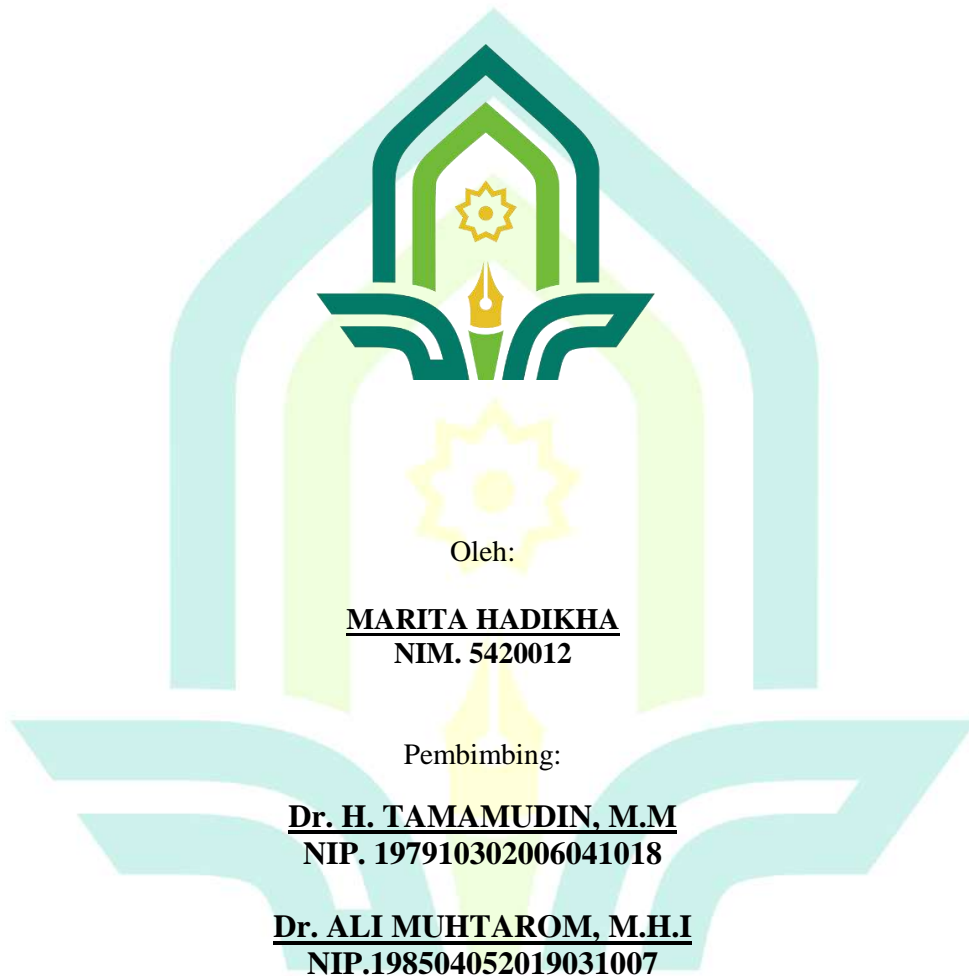 Oleh:
MARITA HADIKHA
NIM. 5420012
Pembimbing:
Dr. H. TAMAMUDIN, M.M
NIP. 197910302006041018
Dr. ALI MUHTAROM, M.H.I
NIP.198504052019031007